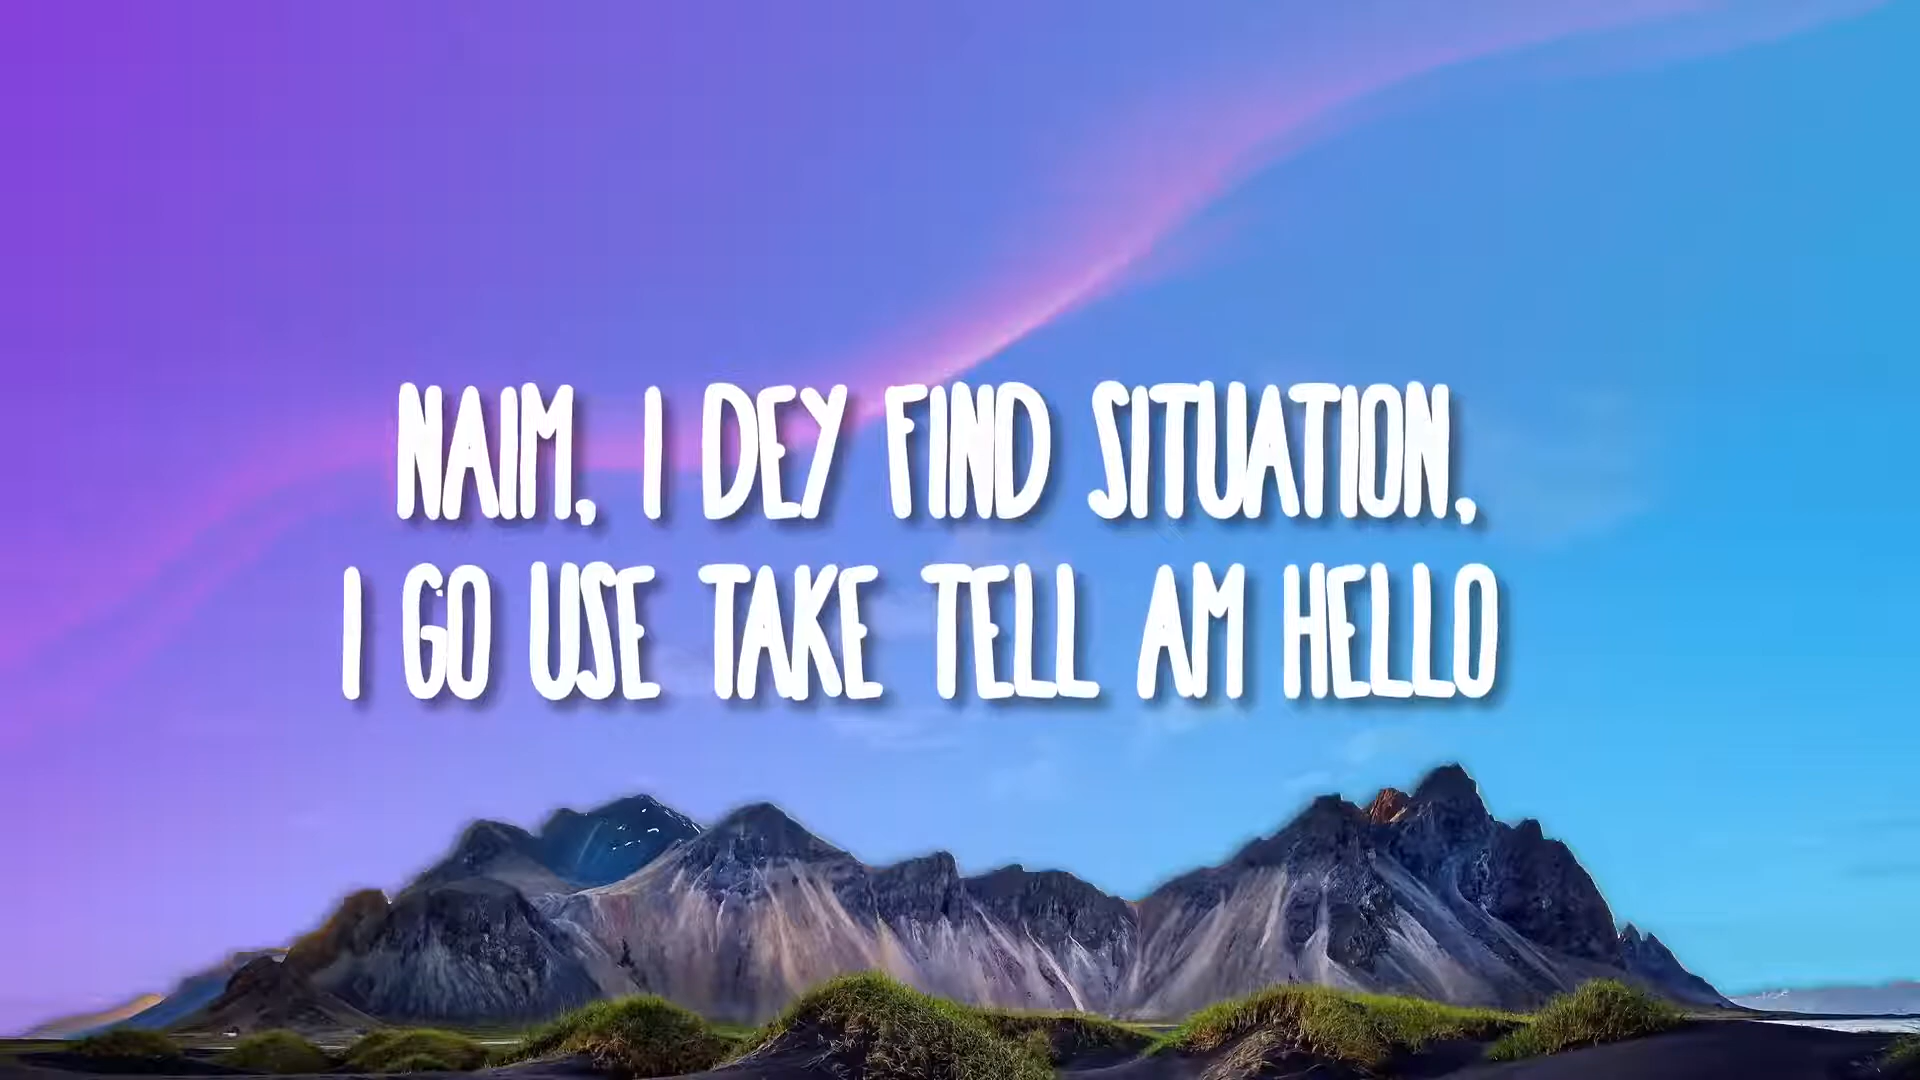 NAIM, I DEY FIND SITUATION,
I GO USE TAKE TELL AM HELLO